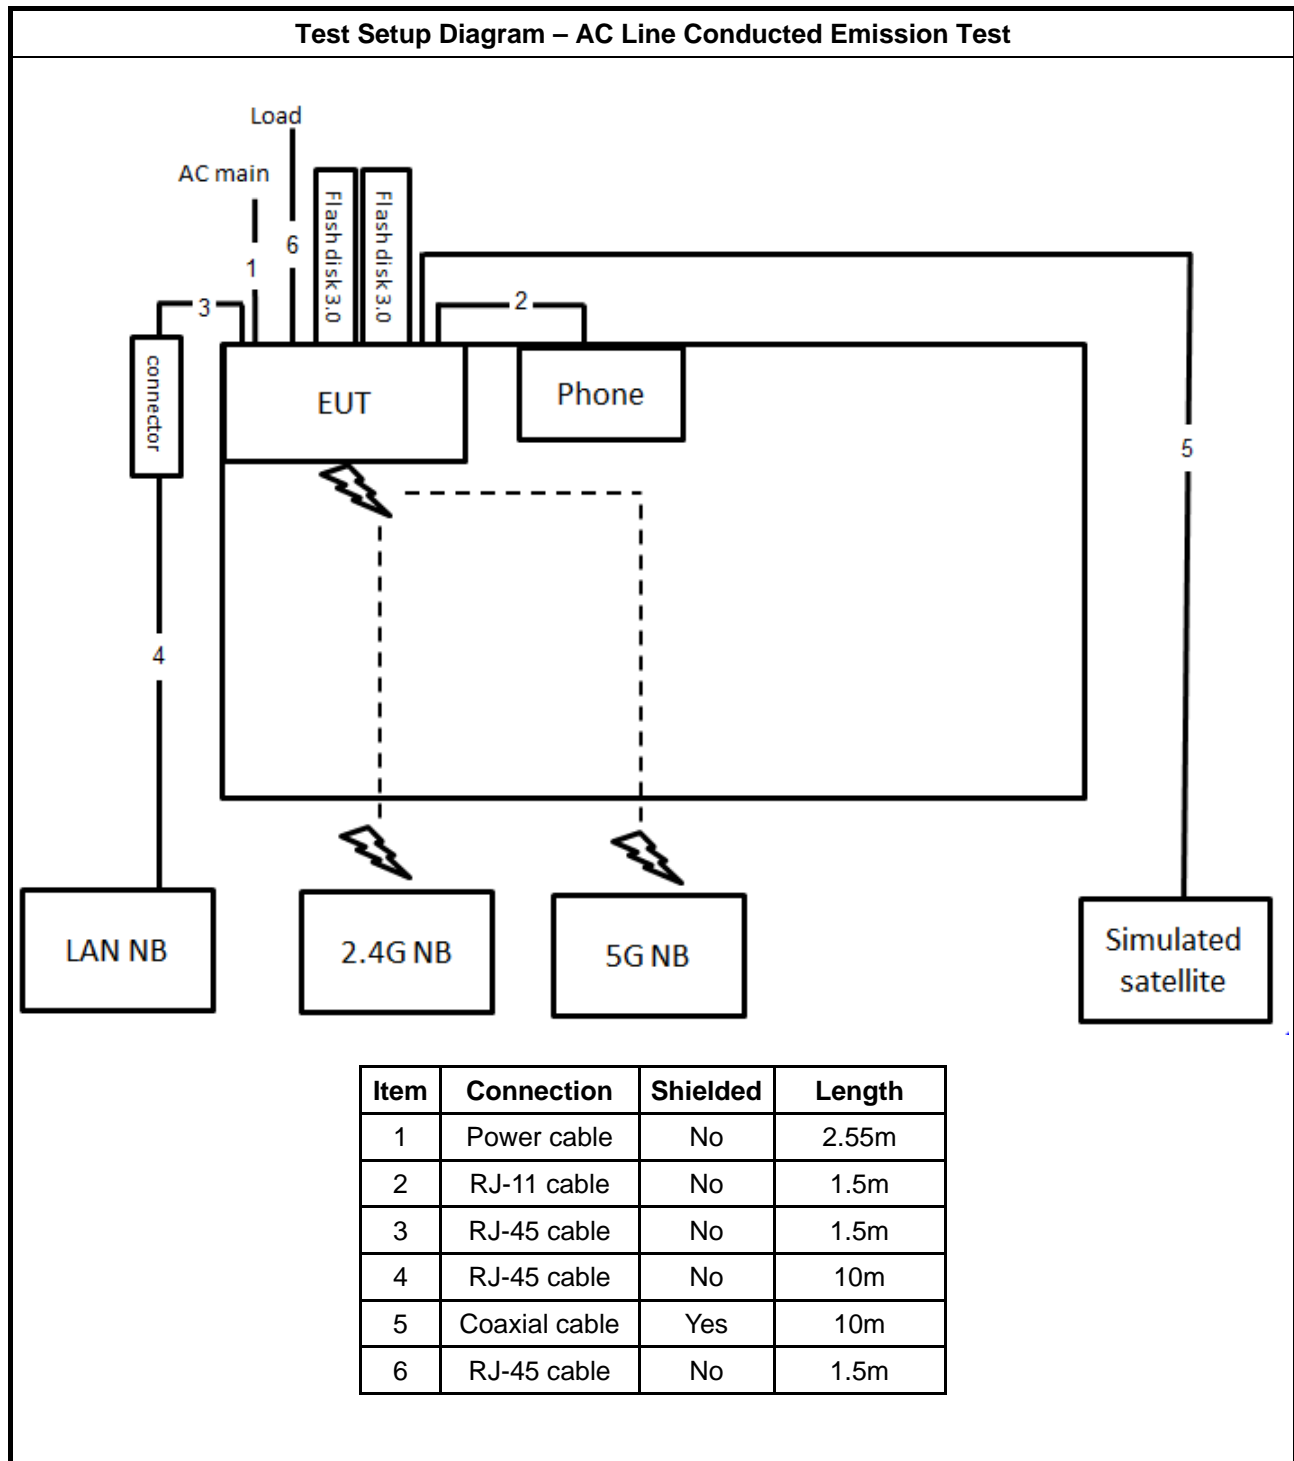 Test Setup Diagram – AC Line Conducted Emission Test
Load
AC main
Flash disk 3.0
Flash disk 3.0
6
1
3
2
connector
EUT
Phone
5
4
LAN NB
2.4G NB
5G NB
Simulated
satellite
Item Connection Shielded Length
1 Power cable No 2.55m
2 RJ-11 cable No 1.5m
3 RJ-45 cable No 1.5m
4 RJ-45 cable No 10m
5 Coaxial cable Yes 10m
6 RJ-45 cable No 1.5m